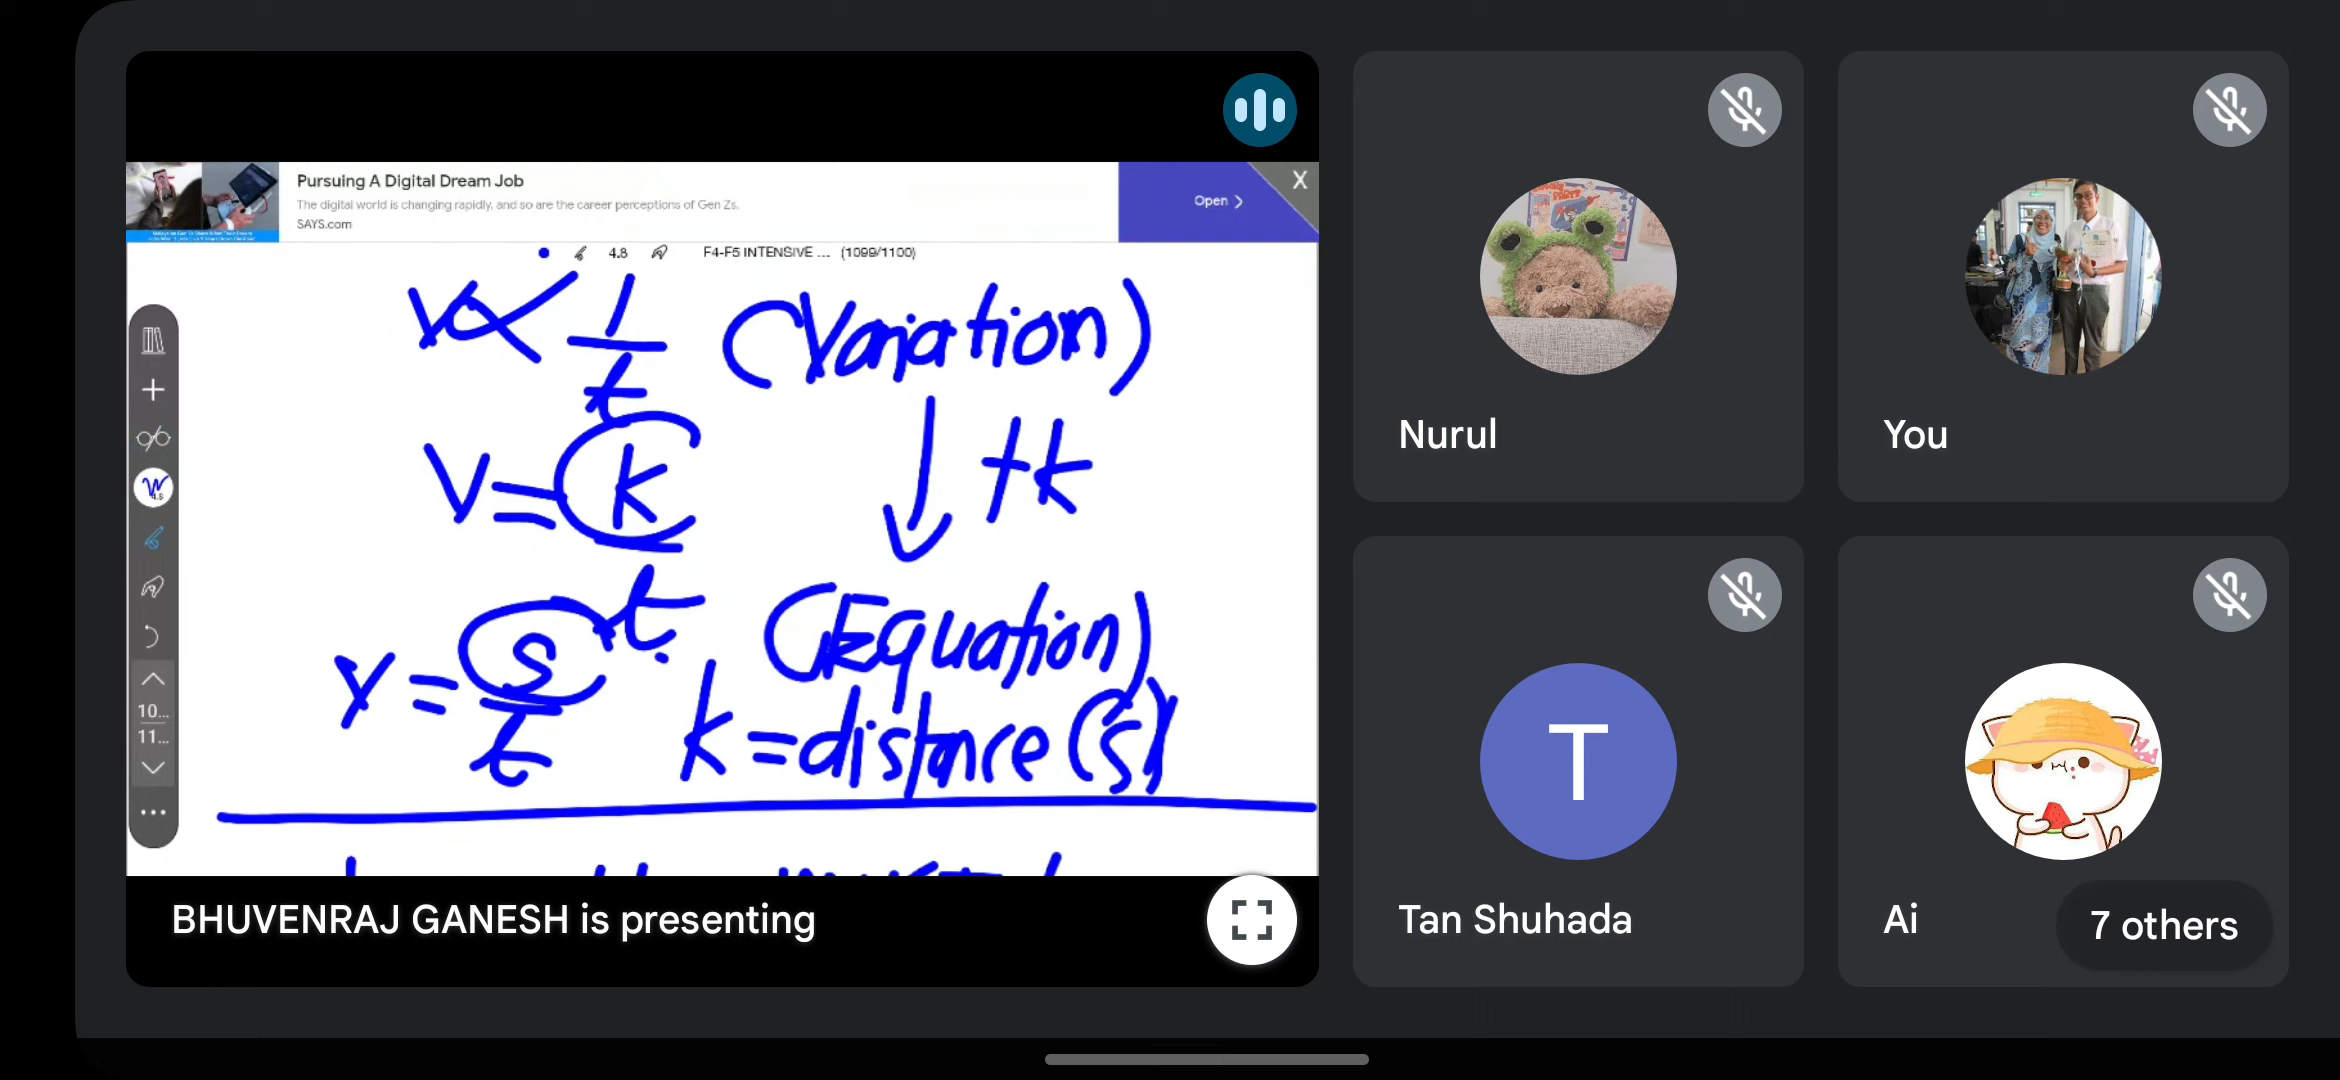 Pursuing A Digital Dream Job
The digital world is changing rapidly, and so are the career perceptions of Gen Zs.
SAYS.com
Open >
X
4.8 F4-F5 INTENSIVE ... (1099/1100)
V ∝ 1/t (Variation)
+k
V = k/t
(Equation)
V = s/t
k = distance (s)
4.8
10...
11...
BHUVENRAJ GANESH is presenting
Nurul
You
T
Tan Shuhada
Ai
7 others